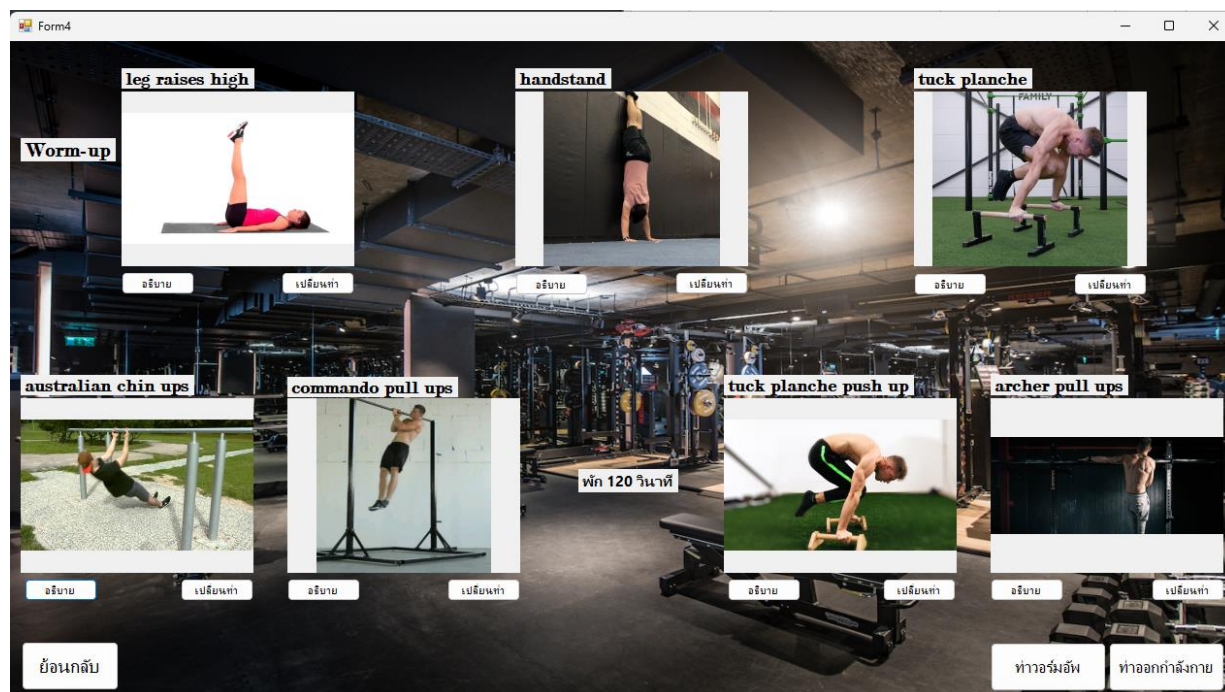 Form4
leg raises high
handstand
tuck planche
FAMILY
Worm-up
อธิบาย
เปลี่ยนท่า
อธิบาย
เปลี่ยนท่า
อธิบาย
เปลี่ยนท่า
australian chin ups
commando pull ups
tuck planche push up
archer pull ups
พัก 120 วินาที
อธิบาย
เปลี่ยนท่า
อธิบาย
เปลี่ยนท่า
อธิบาย
เปลี่ยนท่า
อธิบาย
เปลี่ยนท่า
ย้อนกลับ
ท่าวอร์มอัพ
ท่าออกกำลังกาย